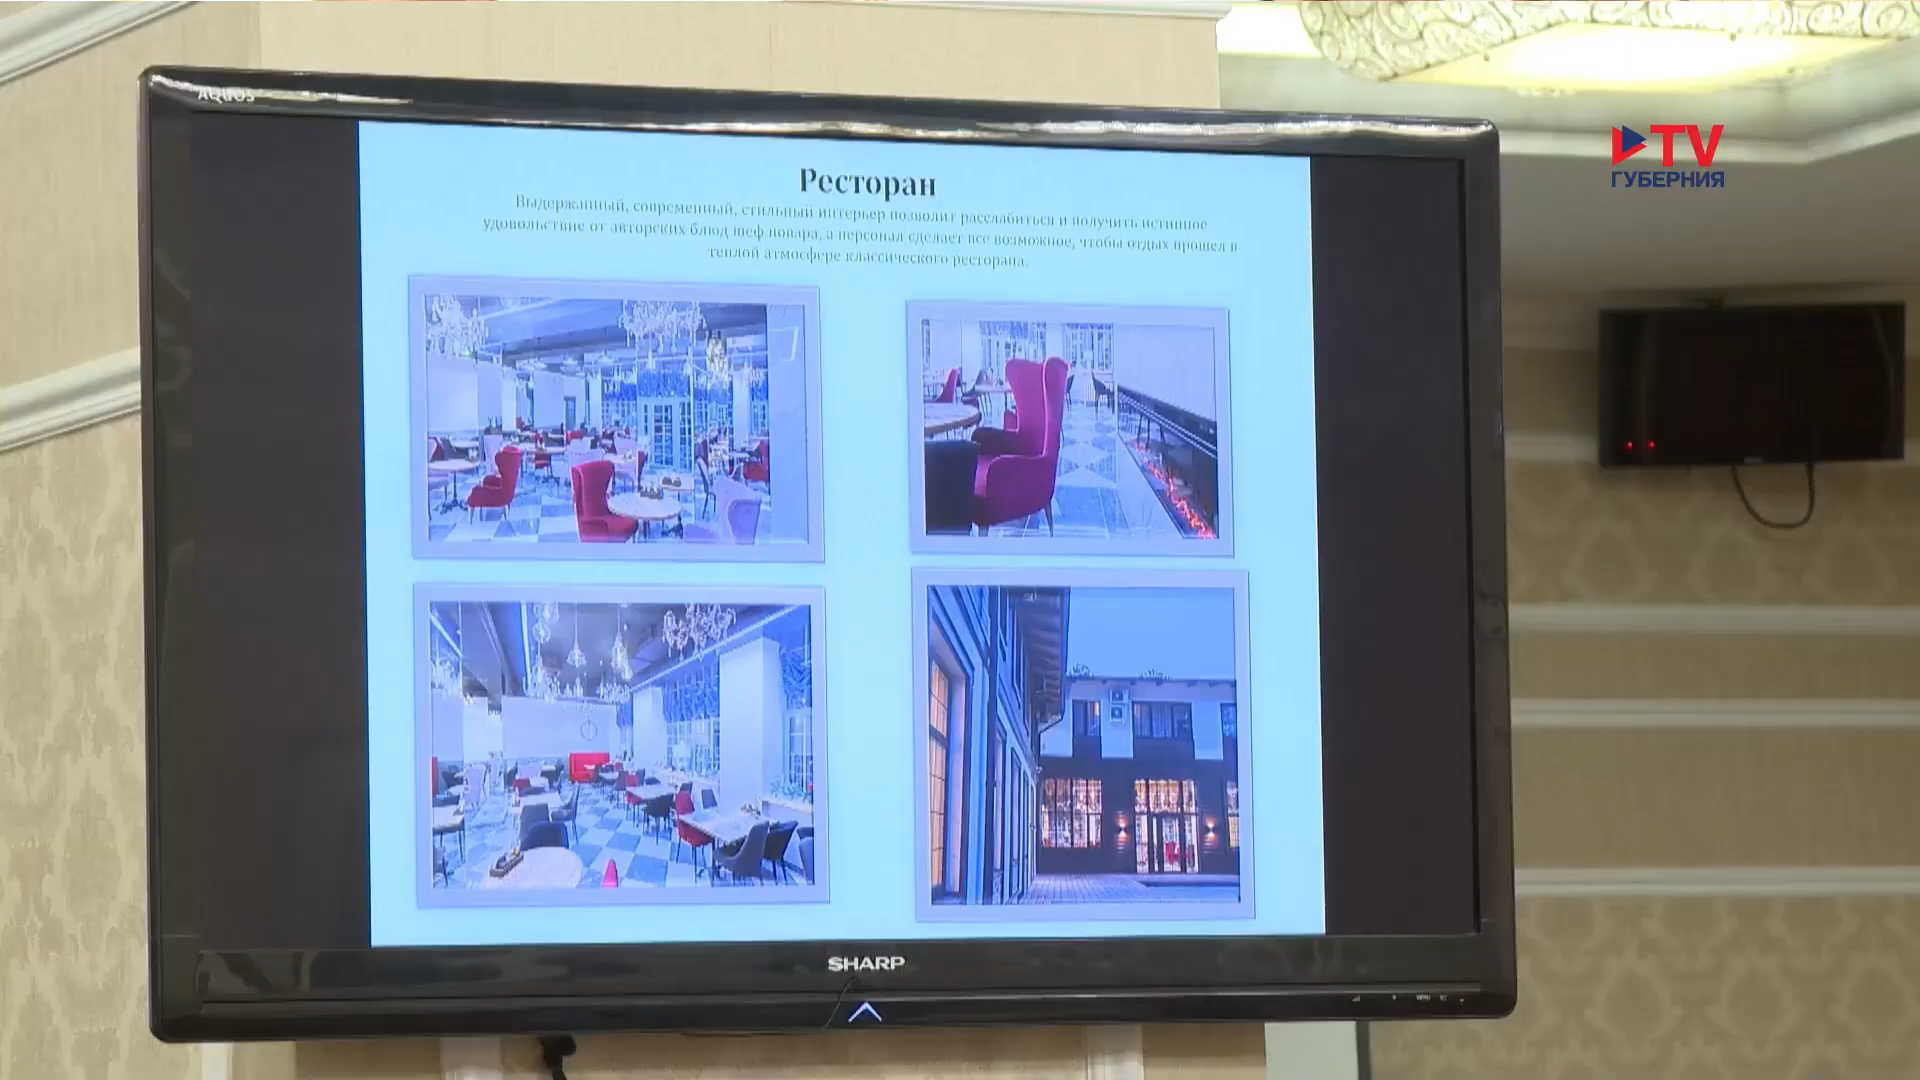 AQUOS
TV
ГУБЕРНИЯ
Ресторан
Выдержанный, современный, стильный интерьер позволит расслабиться и получить истинное
удовольствие от авторских блюд шеф повара, а персонал сделает все возможное, чтобы отдых прошел в
теплой атмосфере классического ресторана.
SHARP
MENU